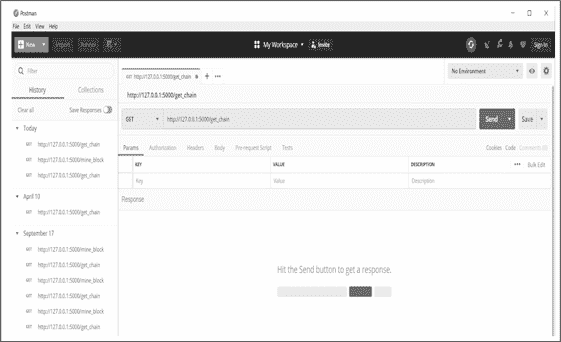 Postman
File Edit View Help
New Import Runner My Workspace Invite Sign In
Filter
History Collections
Clear all Save Responses
Today
GET http://127.0.0.1:5000/get_chain
GET http://127.0.0.1:5000/mine_block
GET http://127.0.0.1:5000/get_chain
April 10
GET http://127.0.0.1:5000/get_chain
September 17
GET http://127.0.0.1:5000/mine_block
GET http://127.0.0.1:5000/mine_block
GET http://127.0.0.1:5000/mine_block
GET http://127.0.0.1:5000/get_chain
GET http://127.0.0.1:5000/mine_block
GET http://127.0.0.1:5000/get_chain
GET http://127.0.0.1:5000/get_chain
No Environment
http://127.0.0.1:5000/get_chain
GET http://127.0.0.1:5000/get_chain Send Save
Params Authorization Headers Body Pre-request Script Tests Cookies Code Comments (0)
KEY VALUE DESCRIPTION Bulk Edit
Key Value Description
Response
Hit the Send button to get a response.